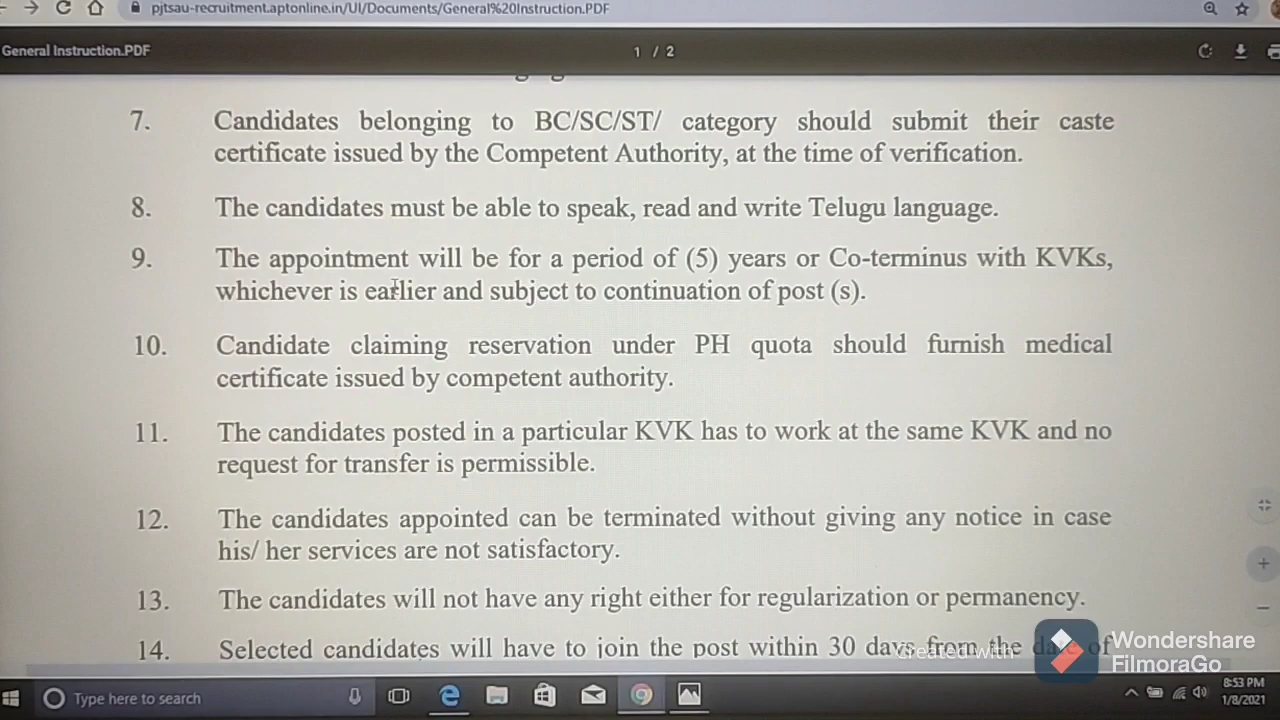 pjtsau-recruitment.aptonline.in/UI/Documents/General%20Instruction.PDF
General Instruction.PDF
1 / 2
7. Candidates belonging to BC/SC/ST/ category should submit their caste
certificate issued by the Competent Authority, at the time of verification.
8. The candidates must be able to speak, read and write Telugu language.
9. The appointment will be for a period of (5) years or Co-terminus with KVKs,
whichever is earlier and subject to continuation of post (s).
10. Candidate claiming reservation under PH quota should furnish medical
certificate issued by competent authority.
11. The candidates posted in a particular KVK has to work at the same KVK and no
request for transfer is permissible.
12. The candidates appointed can be terminated without giving any notice in case
his/ her services are not satisfactory.
13. The candidates will not have any right either for regularization or permanency.
14. Selected candidates will have to join the post within 30 days from the date of
Created with
Wondershare
FilmoraGo
Type here to search
8:53 PM
1/8/2021